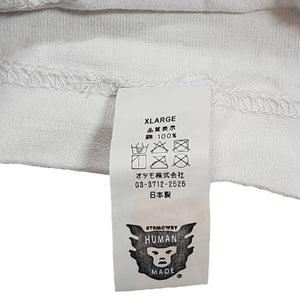 XLARGE
品質表示
綿 100%
オツモ株式会社
03-3712-2525
日本製
STRMCWBY
HUMAN
MADE
®